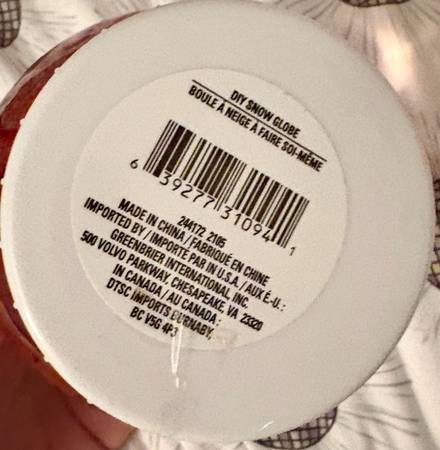 DIY SNOW GLOBE
BOULE À NEIGE À FAIRE SOI-MÊME
6 39277 31094 1
244172 2105
MADE IN CHINA / FABRIQUÉ EN CHINE
IMPORTED BY / IMPORTE PAR IN U.S.A. / AUX É.-U.:
GREENBRIER INTERNATIONAL, INC.
500 VOLVO PARKWAY, CHESAPEAKE, VA 23320
IN CANADA / AU CANADA :
DTSC IMPORTS BURNABY,
BC V5G 4P3